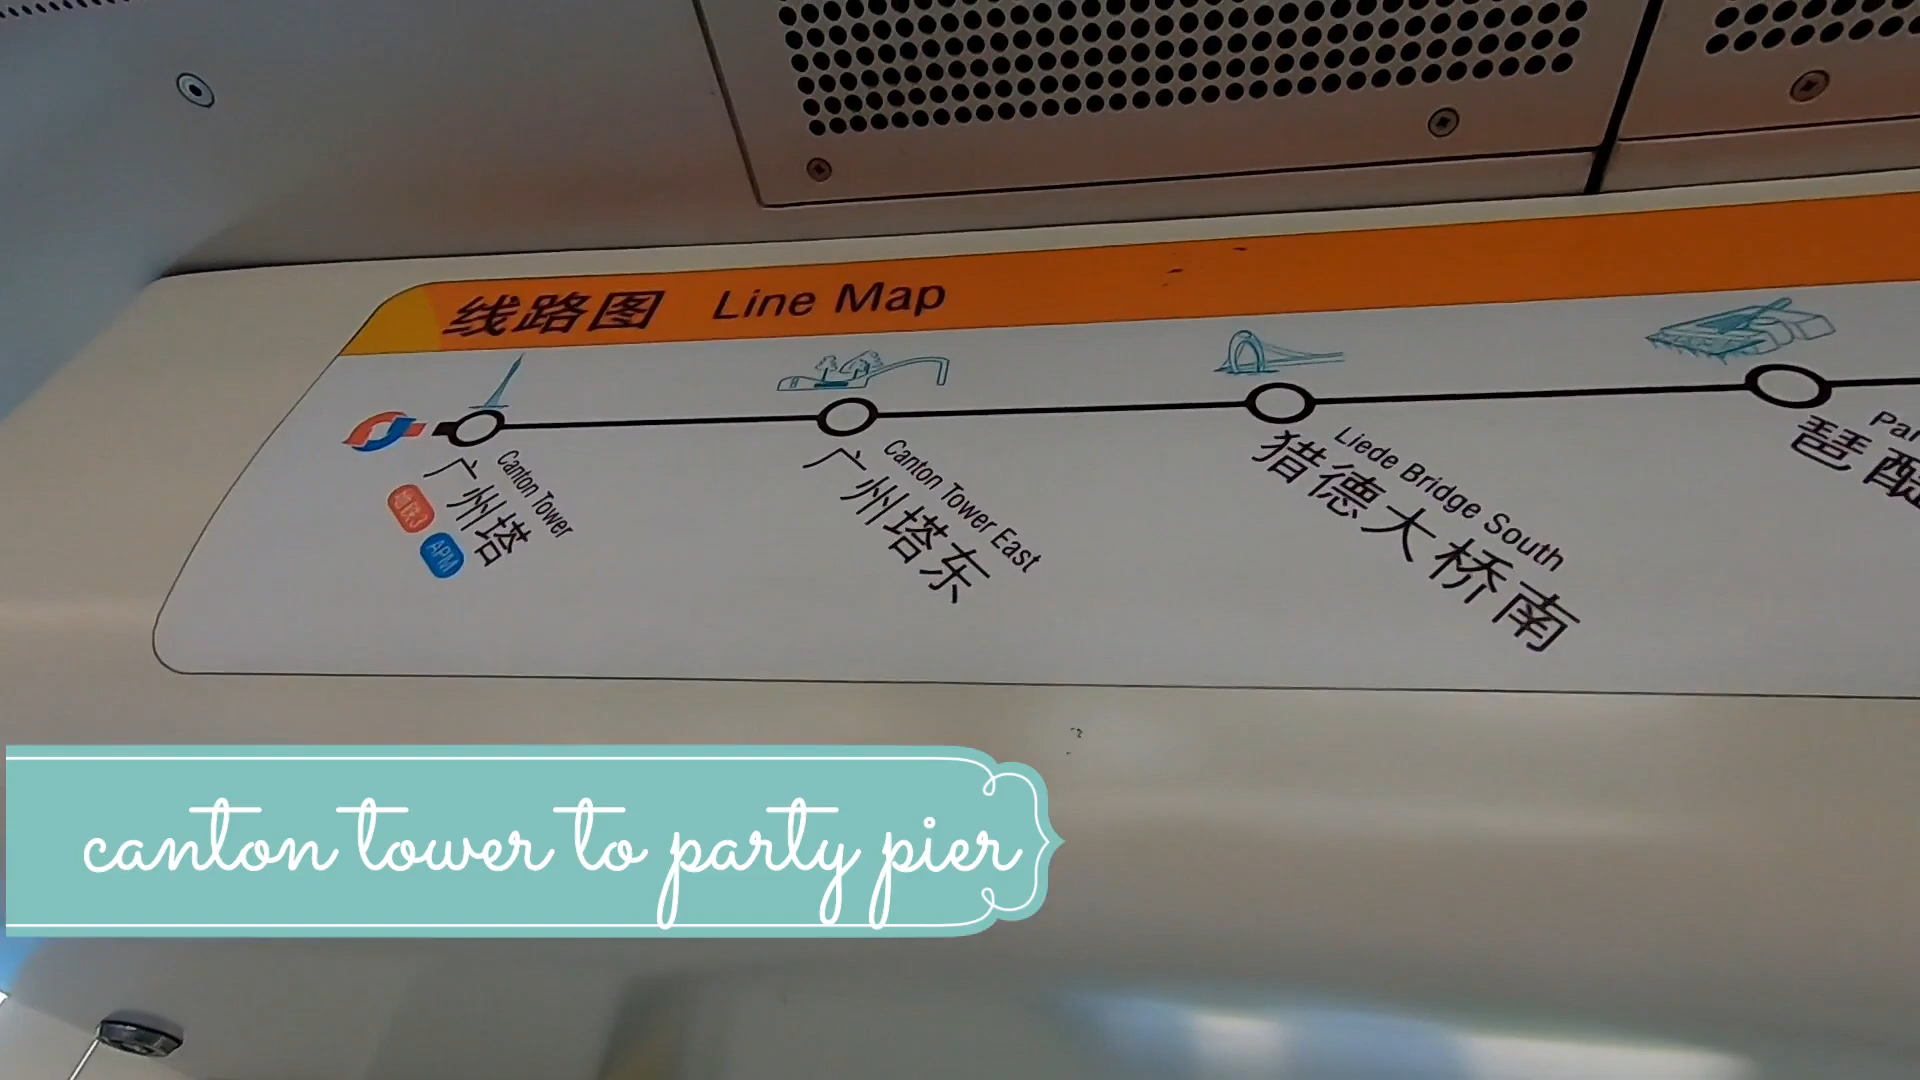 线路图 Line Map
Canton Tower
广州塔
APM
Canton Tower East
广州塔东
Liede Bridge South
猎德大桥南
canton tower to party pier